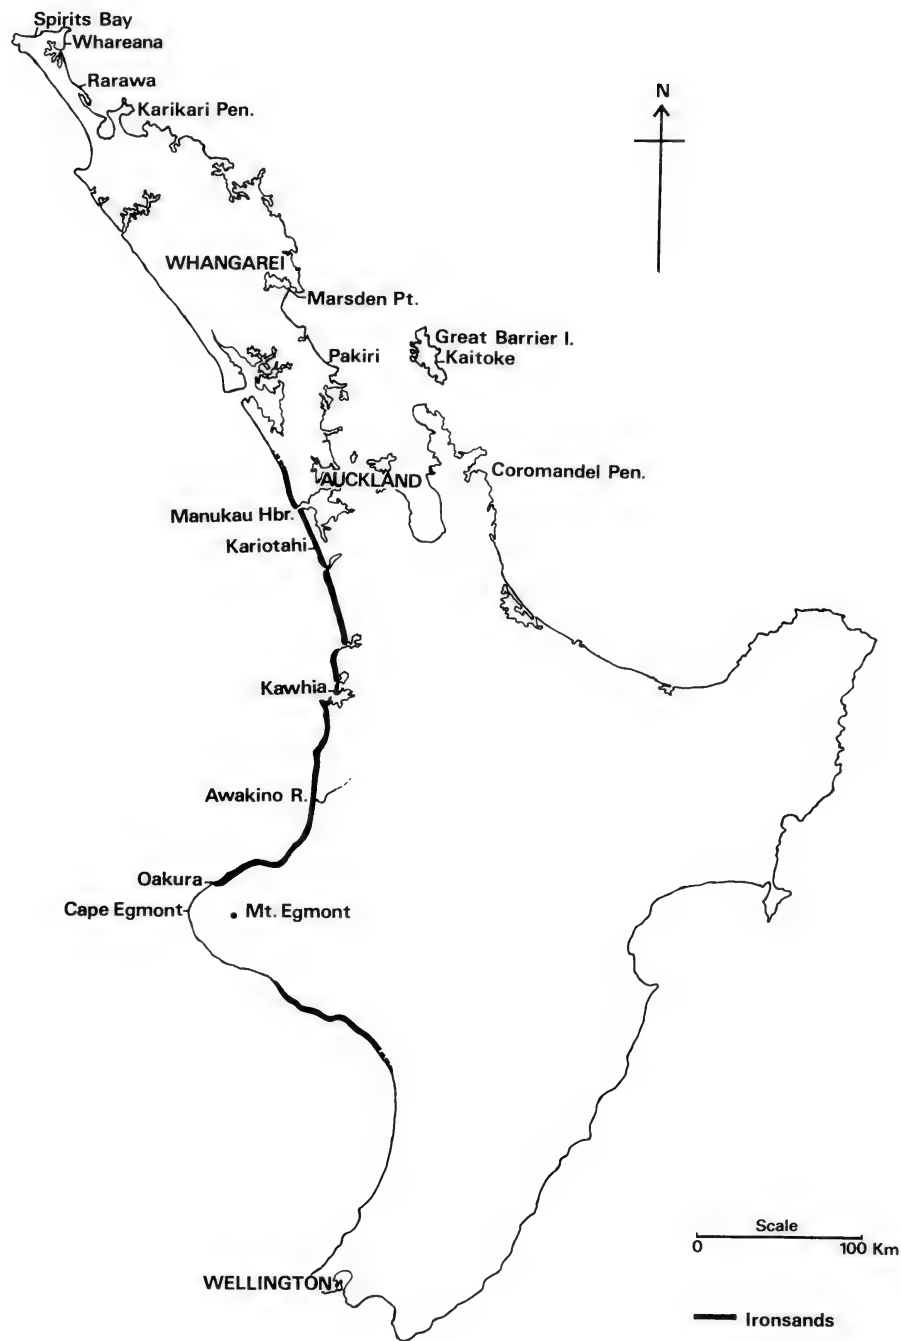 Spirits Bay
Whareana
Rarawa
Karikari Pen.
N
WHANGAREI
Marsden Pt.
Great Barrier I.
Pakiri
Kaitoke
Coromandel Pen.
AUCKLAND
Manukau Hbr.
Kariotahi
Kawhia
Awakino R.
Oakura
Cape Egmont
Mt. Egmont
Scale
0
100 Km
WELLINGTON
Ironsands